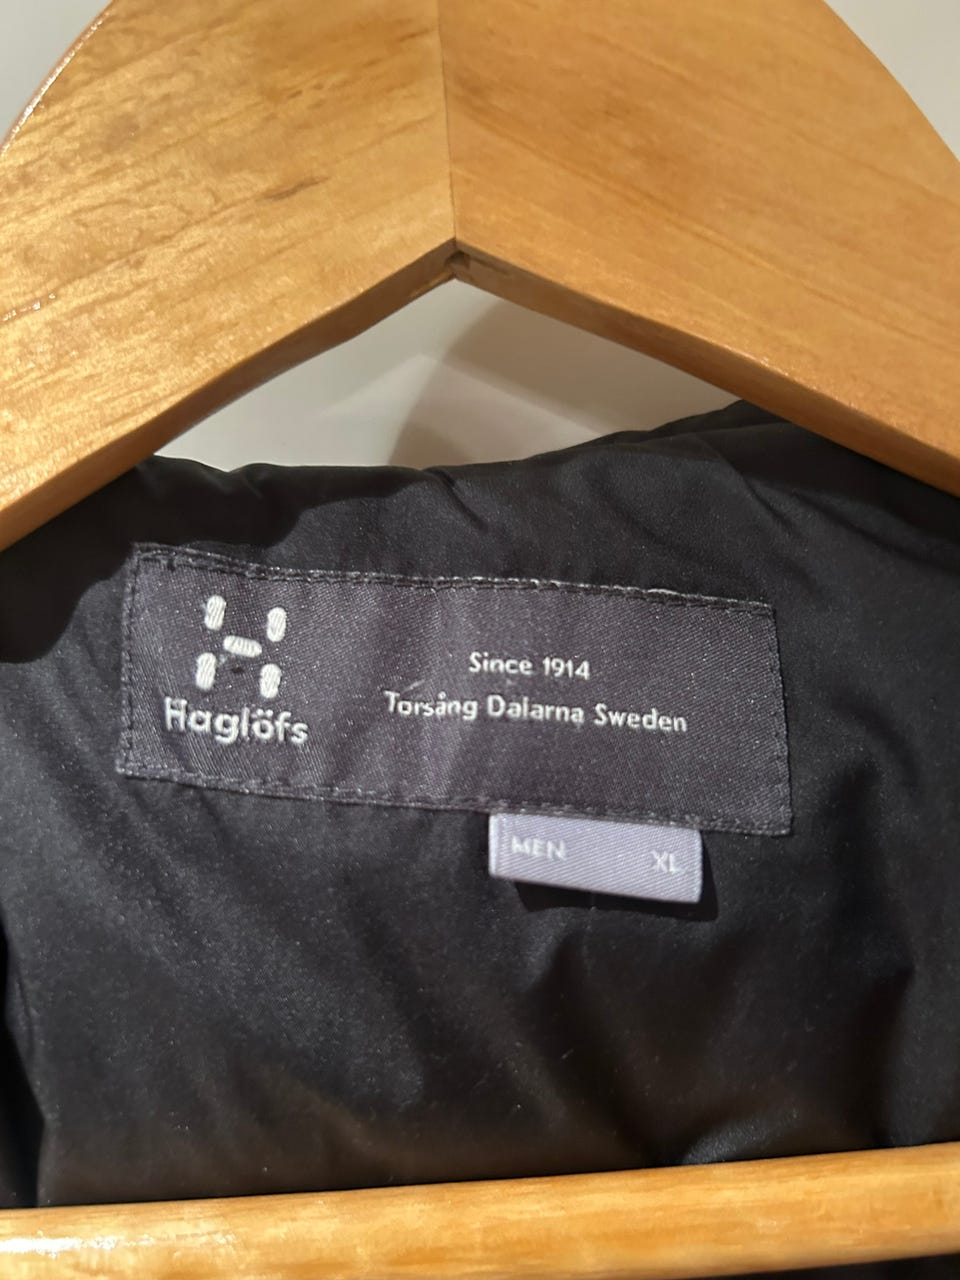 Haglöfs
Since 1914
Torsång Dalarna Sweden
MEN XL